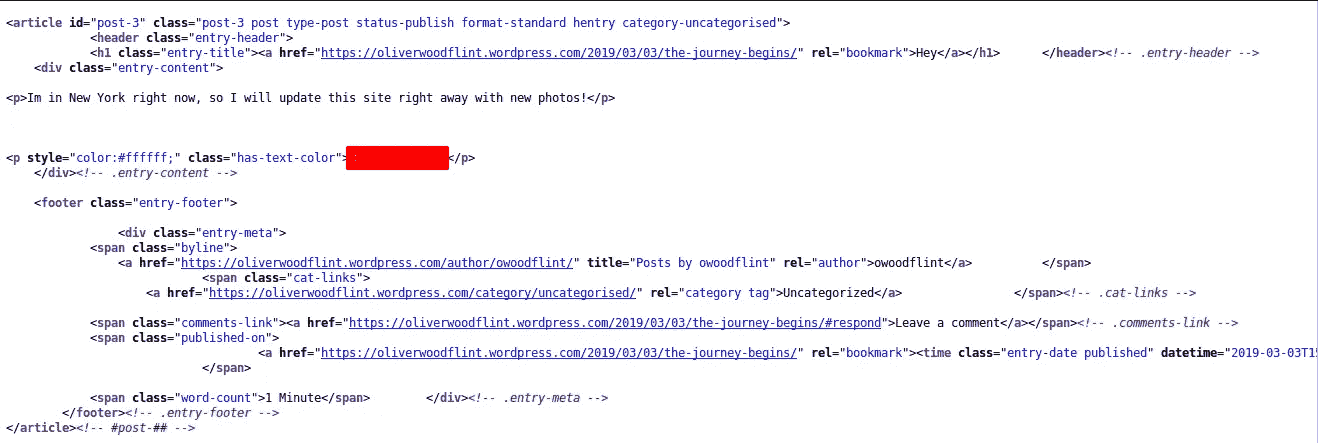 <article id="post-3" class="post-3 post type-post status-publish format-standard hentry category-uncategorised">
<header class="entry-header">
<h1 class="entry-title"><a href="https://oliverwoodflint.wordpress.com/2019/03/03/the-journey-begins/" rel="bookmark">Hey</a></h1> </header><!-- .entry-header -->
<div class="entry-content">
<p>Im in New York right now, so I will update this site right away with new photos!</p>
<p style="color:#ffffff;" class="has-text-color"></p>
</div><!-- .entry-content -->
<footer class="entry-footer">
<div class="entry-meta">
<span class="byline">
<a href="https://oliverwoodflint.wordpress.com/author/owoodflint/" title="Posts by owoodflint" rel="author">owoodflint</a> </span>
<span class="cat-links">
<a href="https://oliverwoodflint.wordpress.com/category/uncategorised/" rel="category tag">Uncategorized</a> </span><!-- .cat-links -->
<span class="comments-link"><a href="https://oliverwoodflint.wordpress.com/2019/03/03/the-journey-begins/#respond">Leave a comment</a></span><!-- .comments-link -->
<span class="published-on">
<a href="https://oliverwoodflint.wordpress.com/2019/03/03/the-journey-begins/" rel="bookmark"><time class="entry-date published" datetime="2019-03-03T15
</span>
<span class="word-count">1 Minute</span> </div><!-- .entry-meta -->
</footer><!-- .entry-footer -->
</article><!-- #post-## -->